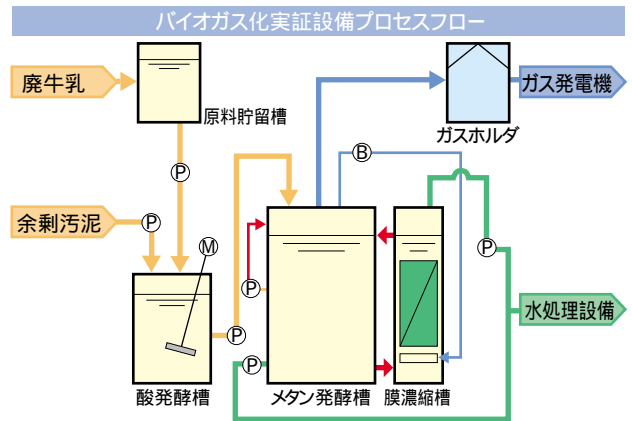 バイオガス化実証設備プロセスフロー
廃牛乳
原料貯留槽
ガスホルダ
ガス発電機
B
P
余剰汚泥
P
M
P
P
P
P
水処理設備
酸発酵槽
メタン発酵槽
膜濃縮槽